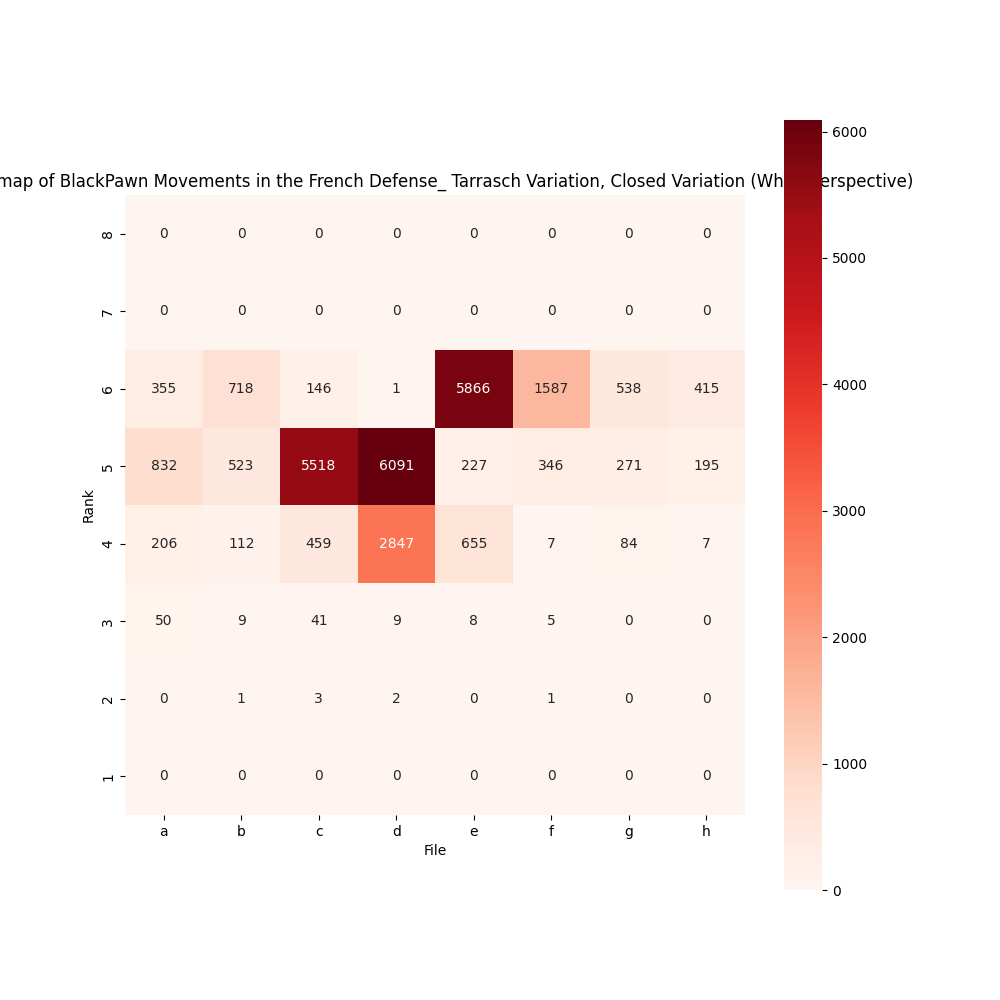 6000
map of BlackPawn Movements in the French Defense_ Tarrasch Variation, Closed Variation (Wh erspective)
8 0 0 0 0 0 0 0 0
5000
7 0 0 0 0 0 0 0 0
6 355 718 146 1 5866 1587 538 415
4000
5 832 523 5518 6091 227 346 271 195
Rank
3000
4 206 112 459 2847 655 7 84 7
3 50 9 41 9 8 5 0 0
2000
2 0 1 3 2 0 1 0 0
1000
1 0 0 0 0 0 0 0 0
a b c d e f g h
File
0